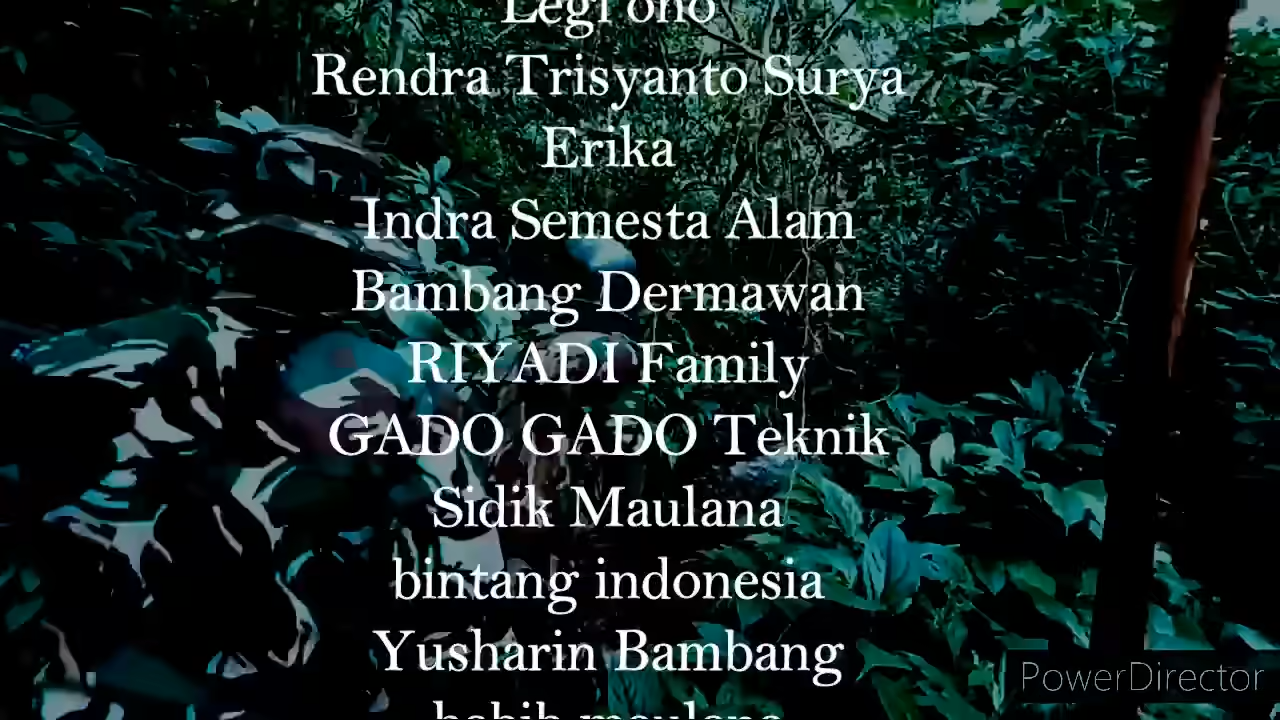 Rendra Trisyanto Surya
Erika
Indra Semesta Alam
Bambang Dermawan
RIYADI Family
GADO GADO Teknik
Sidik Maulana
bintang indonesia
Yusharin Bambang
PowerDirector